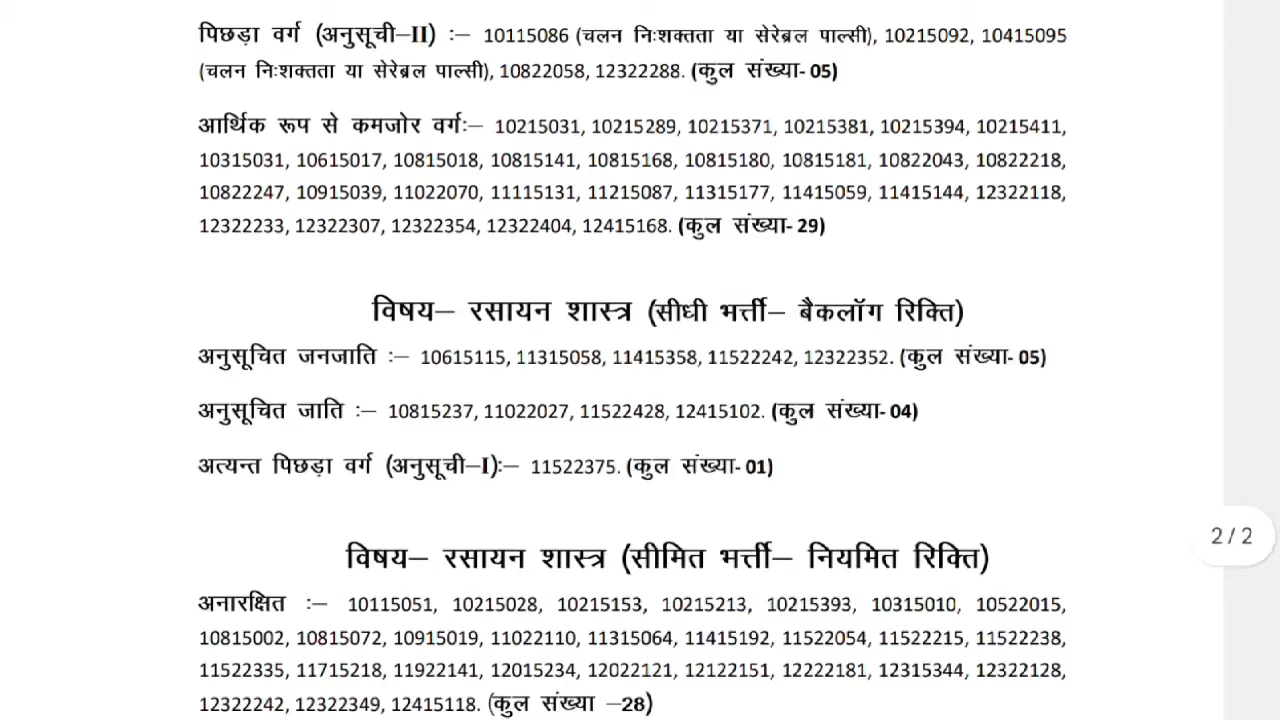 पिछड़ा वर्ग (अनुसूची–II) :– 10115086 (चलन निःशक्तता या सेरेब्रल पाल्सी), 10215092, 10415095
(चलन निःशक्तता या सेरेब्रल पाल्सी), 10822058, 12322288. (कुल संख्या- 05)
आर्थिक रूप से कमजोर वर्गः– 10215031, 10215289, 10215371, 10215381, 10215394, 10215411,
10315031, 10615017, 10815018, 10815141, 10815168, 10815180, 10815181, 10822043, 10822218,
10822247, 10915039, 11022070, 11115131, 11215087, 11315177, 11415059, 11415144, 12322118,
12322233, 12322307, 12322354, 12322404, 12415168. (कुल संख्या- 29)
विषय– रसायन शास्त्र (सीधी भर्त्ती– बैकलॉग रिक्ति)
अनुसूचित जनजाति :– 10615115, 11315058, 11415358, 11522242, 12322352. (कुल संख्या- 05)
अनुसूचित जाति :– 10815237, 11022027, 11522428, 12415102. (कुल संख्या- 04)
अत्यन्त पिछड़ा वर्ग (अनुसूची–I):– 11522375. (कुल संख्या- 01)
2 / 2
विषय– रसायन शास्त्र (सीमित भर्त्ती– नियमित रिक्ति)
अनारक्षित :– 10115051, 10215028, 10215153, 10215213, 10215393, 10315010, 10522015,
10815002, 10815072, 10915019, 11022110, 11315064, 11415192, 11522054, 11522215, 11522238,
11522335, 11715218, 11922141, 12015234, 12022121, 12122151, 12222181, 12315344, 12322128,
12322242, 12322349, 12415118. (कुल संख्या –28)